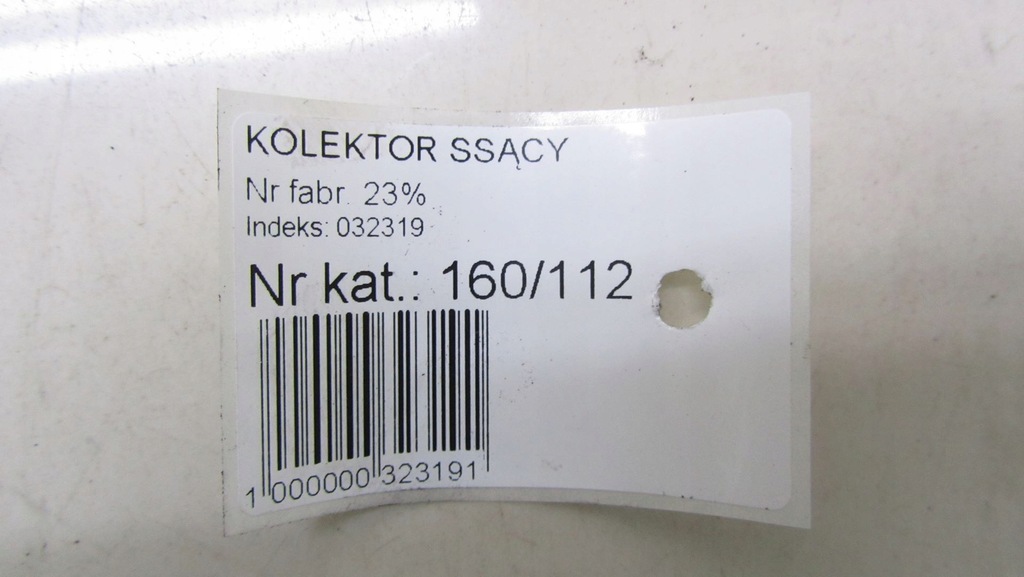 KOLEKTOR SSĄCY
Nr fabr. 23%
Indeks: 032319
Nr kat.: 160/112
1 000000 323191